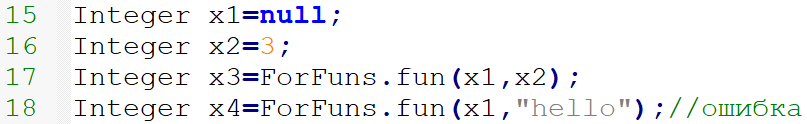 15 Integer x1=null;
16 Integer x2=3;
17 Integer x3=ForFuns.fun(x1,x2);
18 Integer x4=ForFuns.fun(x1,"hello");//ошибка